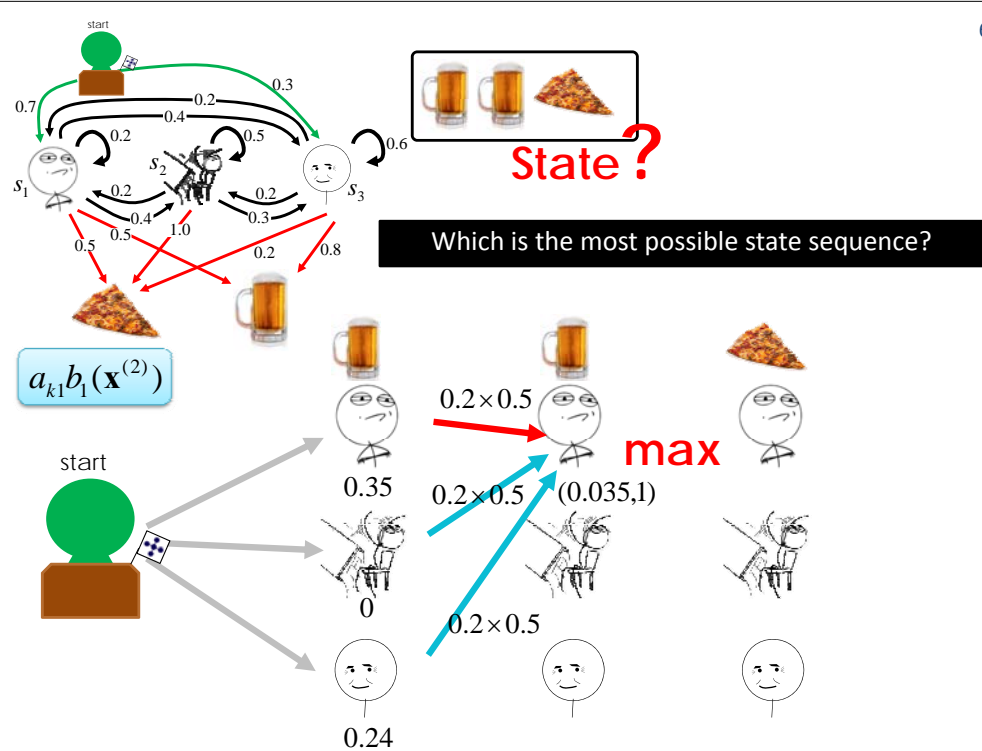 start
0.7
0.3
0.2
0.4
0.2
0.5
0.6
s₁
s₂
s₃
0.2
0.4
0.2
0.3
0.5
0.5
1.0
0.2
0.8
State?
Which is the most possible state sequence?
a_{k1}b_1(x^{(2)})
start
0.2×0.5
max
0.35
0.2×0.5
(0.035,1)
0
0.2×0.5
0.24